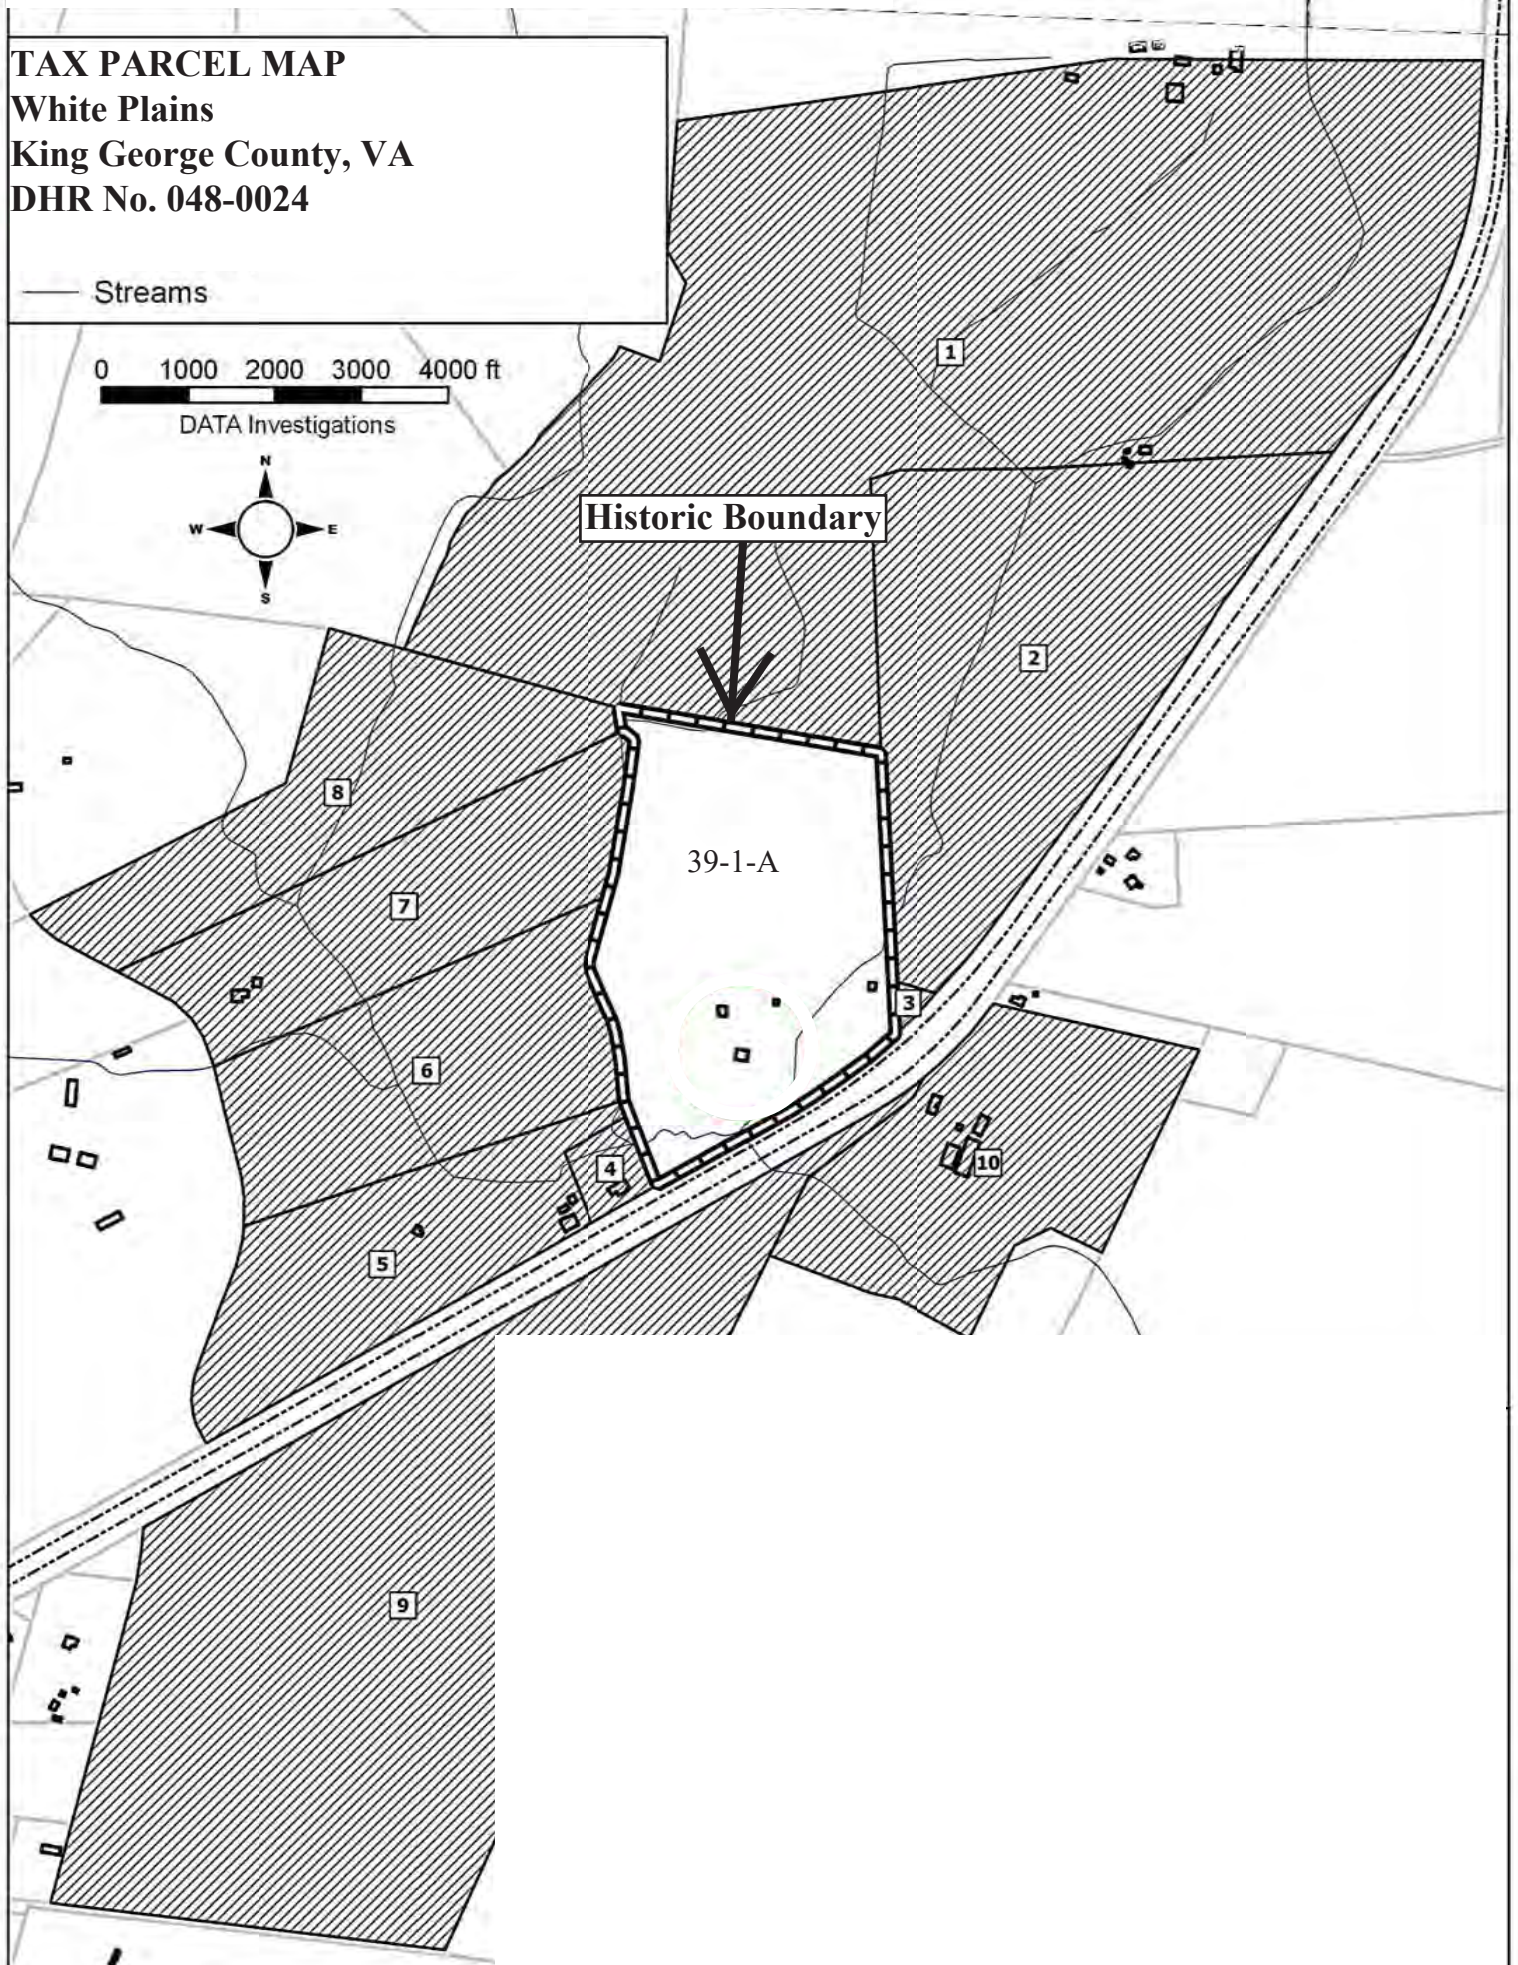 TAX PARCEL MAP
White Plains
King George County, VA
DHR No. 048-0024
Streams
0 1000 2000 3000 4000 ft
DATA Investigations
N
W E
S
1
Historic Boundary
2
8
39-1-A
7
3
6
10
4
5
9